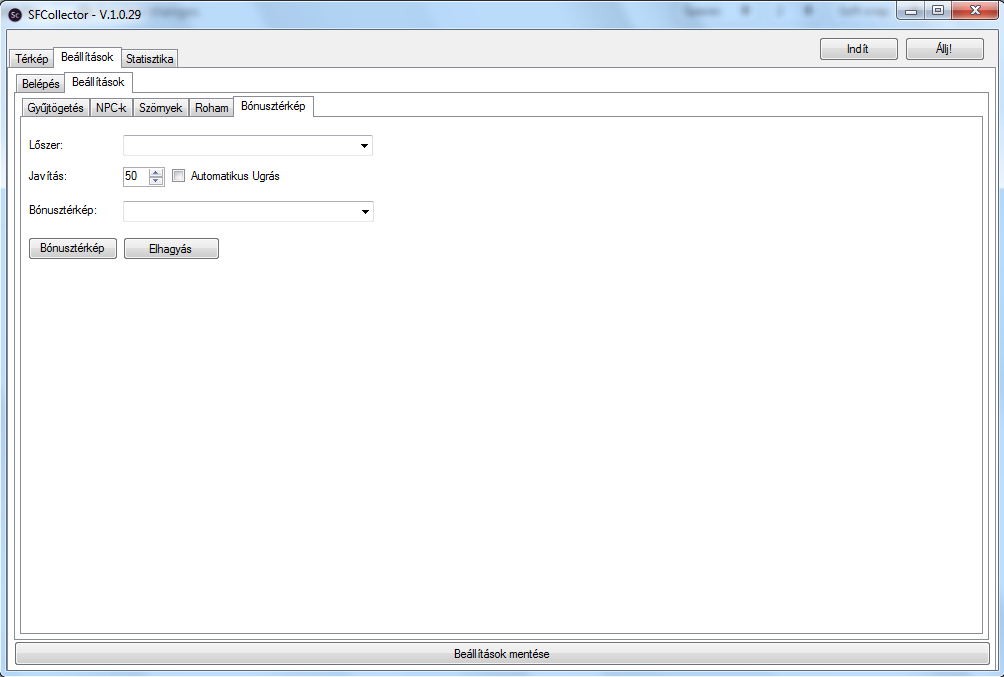 SFCollector - V.1.0.29
Indít Állj!
Térkép Beállítások Statisztika
Belépés Beállítások
Gyűjtögetés NPC-k Szörnyek Roham Bónusztérkép
Lőszer:
Javítás: 50 Automatikus Ugrás
Bónusztérkép:
Bónusztérkép Elhagyás
Beállítások mentése